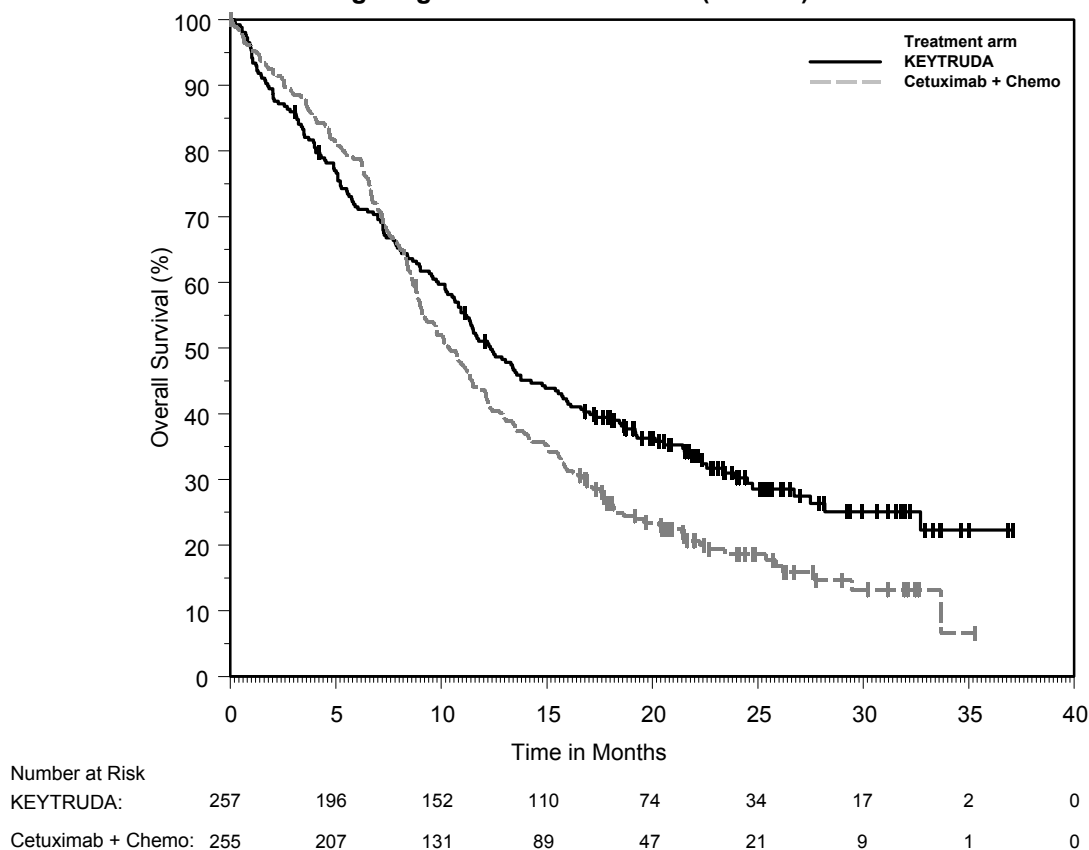 Treatment arm
KEYTRUDA
Cetuximab + Chemo
100
90
80
70
60
50
40
30
20
10
0
Overall Survival (%)
0 5 10 15 20 25 30 35 40
Time in Months
Number at Risk
KEYTRUDA: 257 196 152 110 74 34 17 2 0
Cetuximab + Chemo: 255 207 131 89 47 21 9 1 0